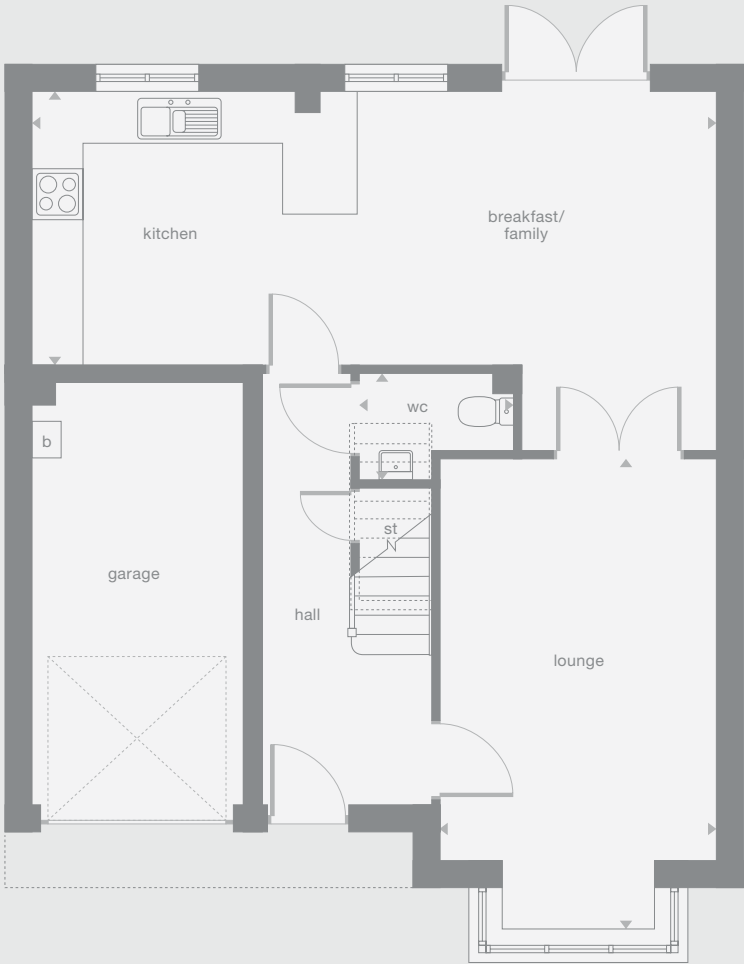 kitchen
breakfast/
family
wc
b
st
garage
hall
lounge